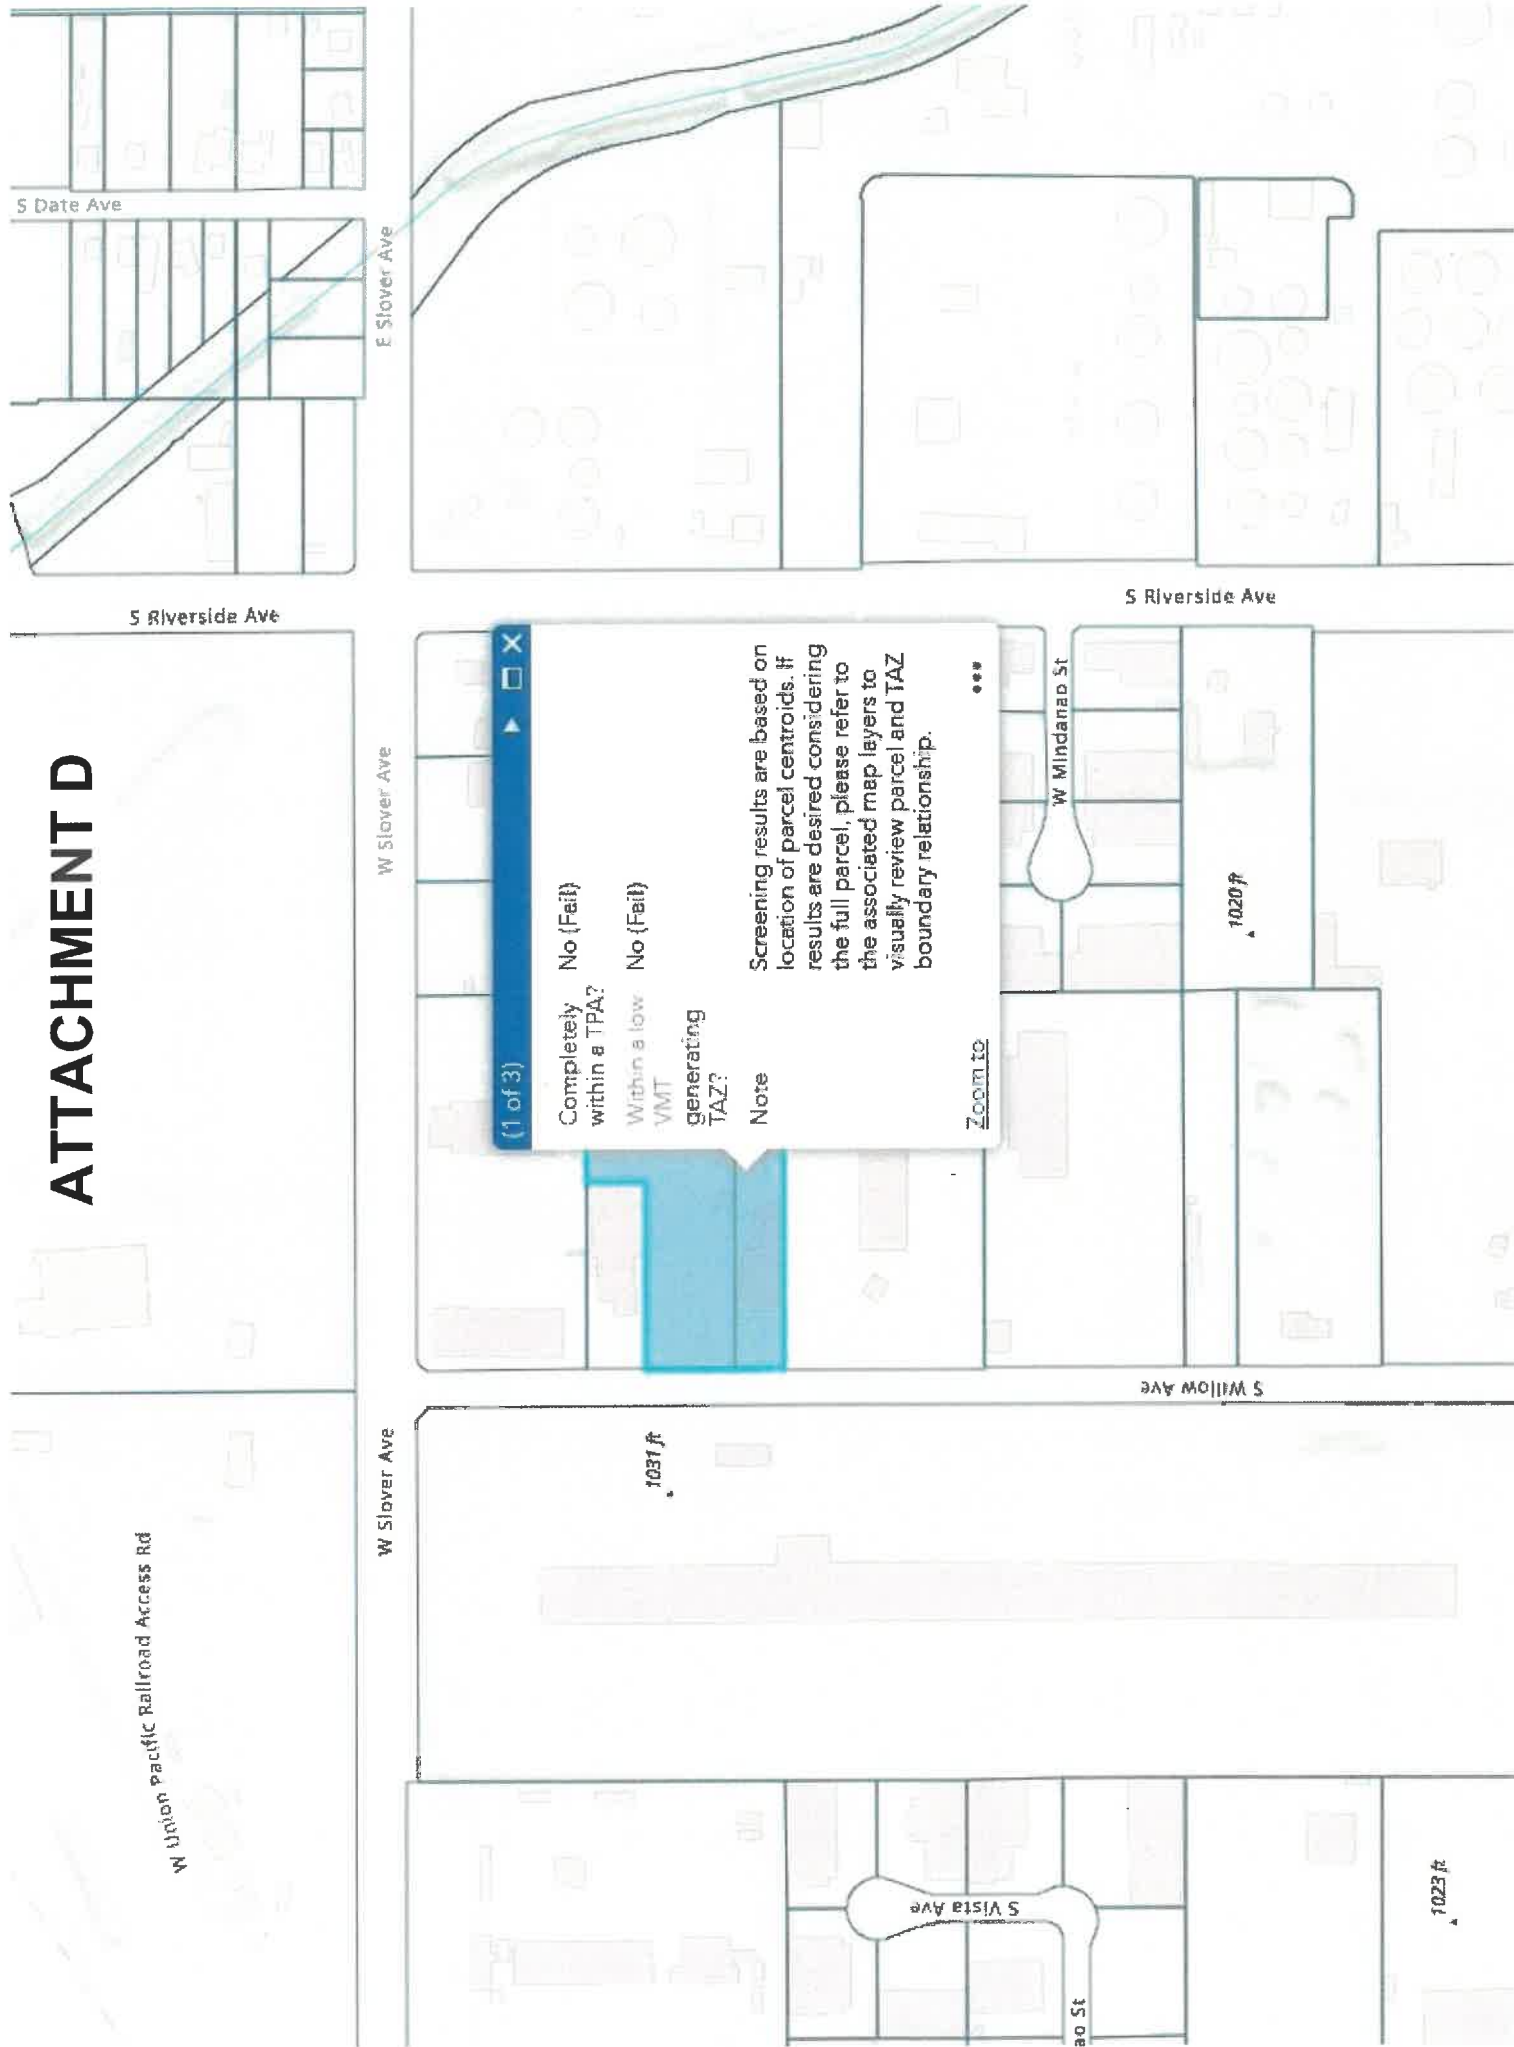 ATTACHMENT D
W Union Pacific Railroad Access Rd
S Riverside Ave
S Date Ave
W Slover Ave
W Slover Ave
E Slover Ave
(1 of 3)
Completely
within a TPA?
No (Fail)
Within a low
VMT
generating
TAZ?
No (Fail)
Note
Screening results are based on
location of parcel centroids. If
results are desired considering
the full parcel, please refer to
the associated map layers to
visually review parcel and TAZ
boundary relationship.
Zoom to
1031 ft
S Vista Ave
ao St
S Willow Ave
W Mindanao St
S Riverside Ave
1020 ft
1023 ft